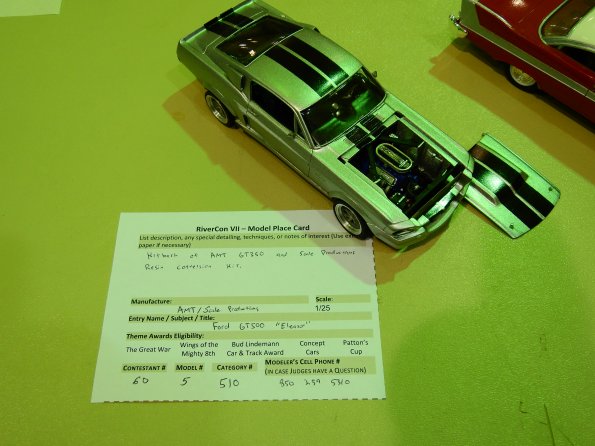 RiverCon VII – Model Place Card
List description, any special detailing, techniques, or notes of interest (Use ext
paper if necessary)
Kitbash of AMT GT350 and Scale Productions
Resin conversion kit.
Manufacture: Scale:
AMT/Scale Productions 1/25
Entry Name / Subject / Title:
Ford GT500 "Eleanor"
Theme Awards Eligibility:
The Great War Wings of the Mighty 8th Bud Lindemann Car & Track Award Concept Cars Patton's Cup
Contestant # Model # Category # Modeler's Cell Phone #
(in case Judges have a Question)
60 5 510 850 259 5310